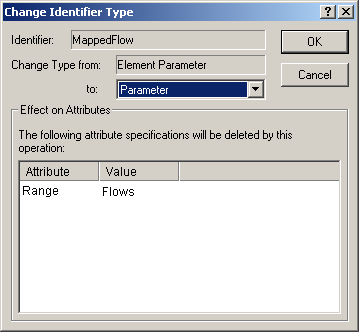 Change Identifier Type
Identifier: MappedFlow
OK
Change Type from: Element Parameter
Cancel
to: Parameter
Effect on Attributes
The following attribute specifications will be deleted by this
operation:
Attribute Value
Range Flows